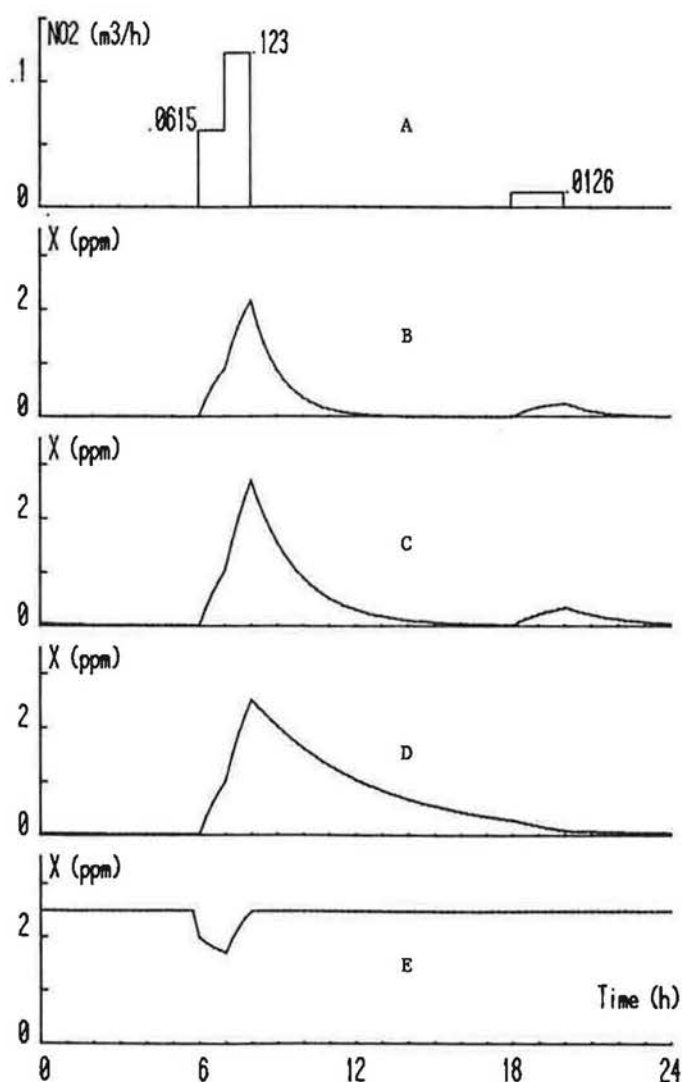 NO2 (m3/h)
.123
.1
.0615
A
.0126
0
X (ppm)
2
B
0
X (ppm)
2
C
0
X (ppm)
2
D
0
X (ppm)
2
E
Time (h)
0
0 6 12 18 24